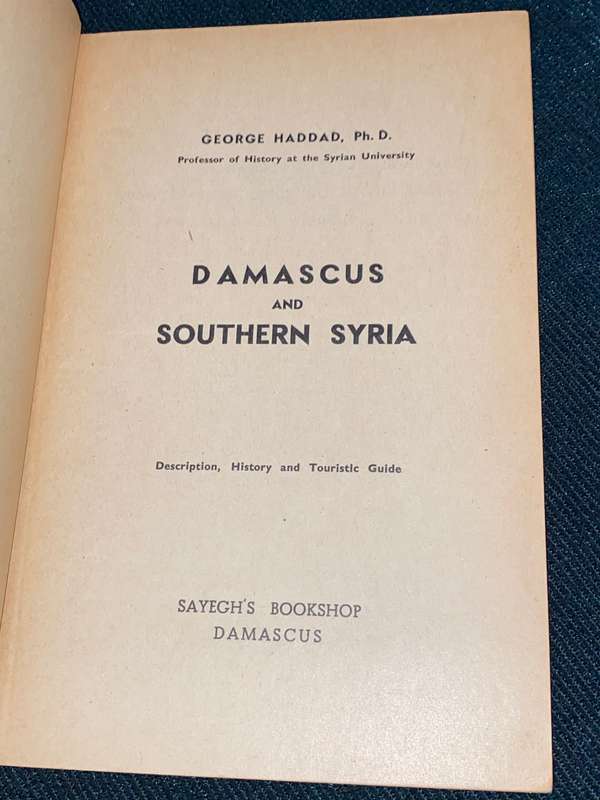 GEORGE HADDAD, Ph. D.
Professor of History at the Syrian University
DAMASCUS
AND
SOUTHERN SYRIA
Description, History and Touristic Guide
SAYEGH'S BOOKSHOP
DAMASCUS